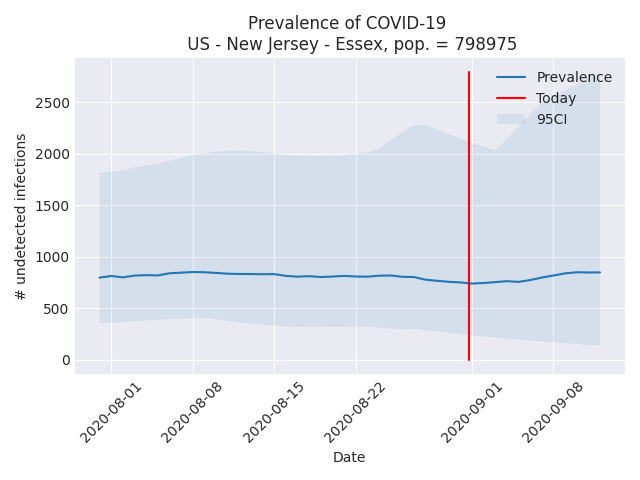 Prevalence of COVID-19
US - New Jersey - Essex, pop. = 798975
Prevalence
Today
95CI
# undetected infections
2500
2000
1500
1000
500
0
2020-08-01
2020-08-08
2020-08-15
2020-08-22
2020-09-01
2020-09-08
Date